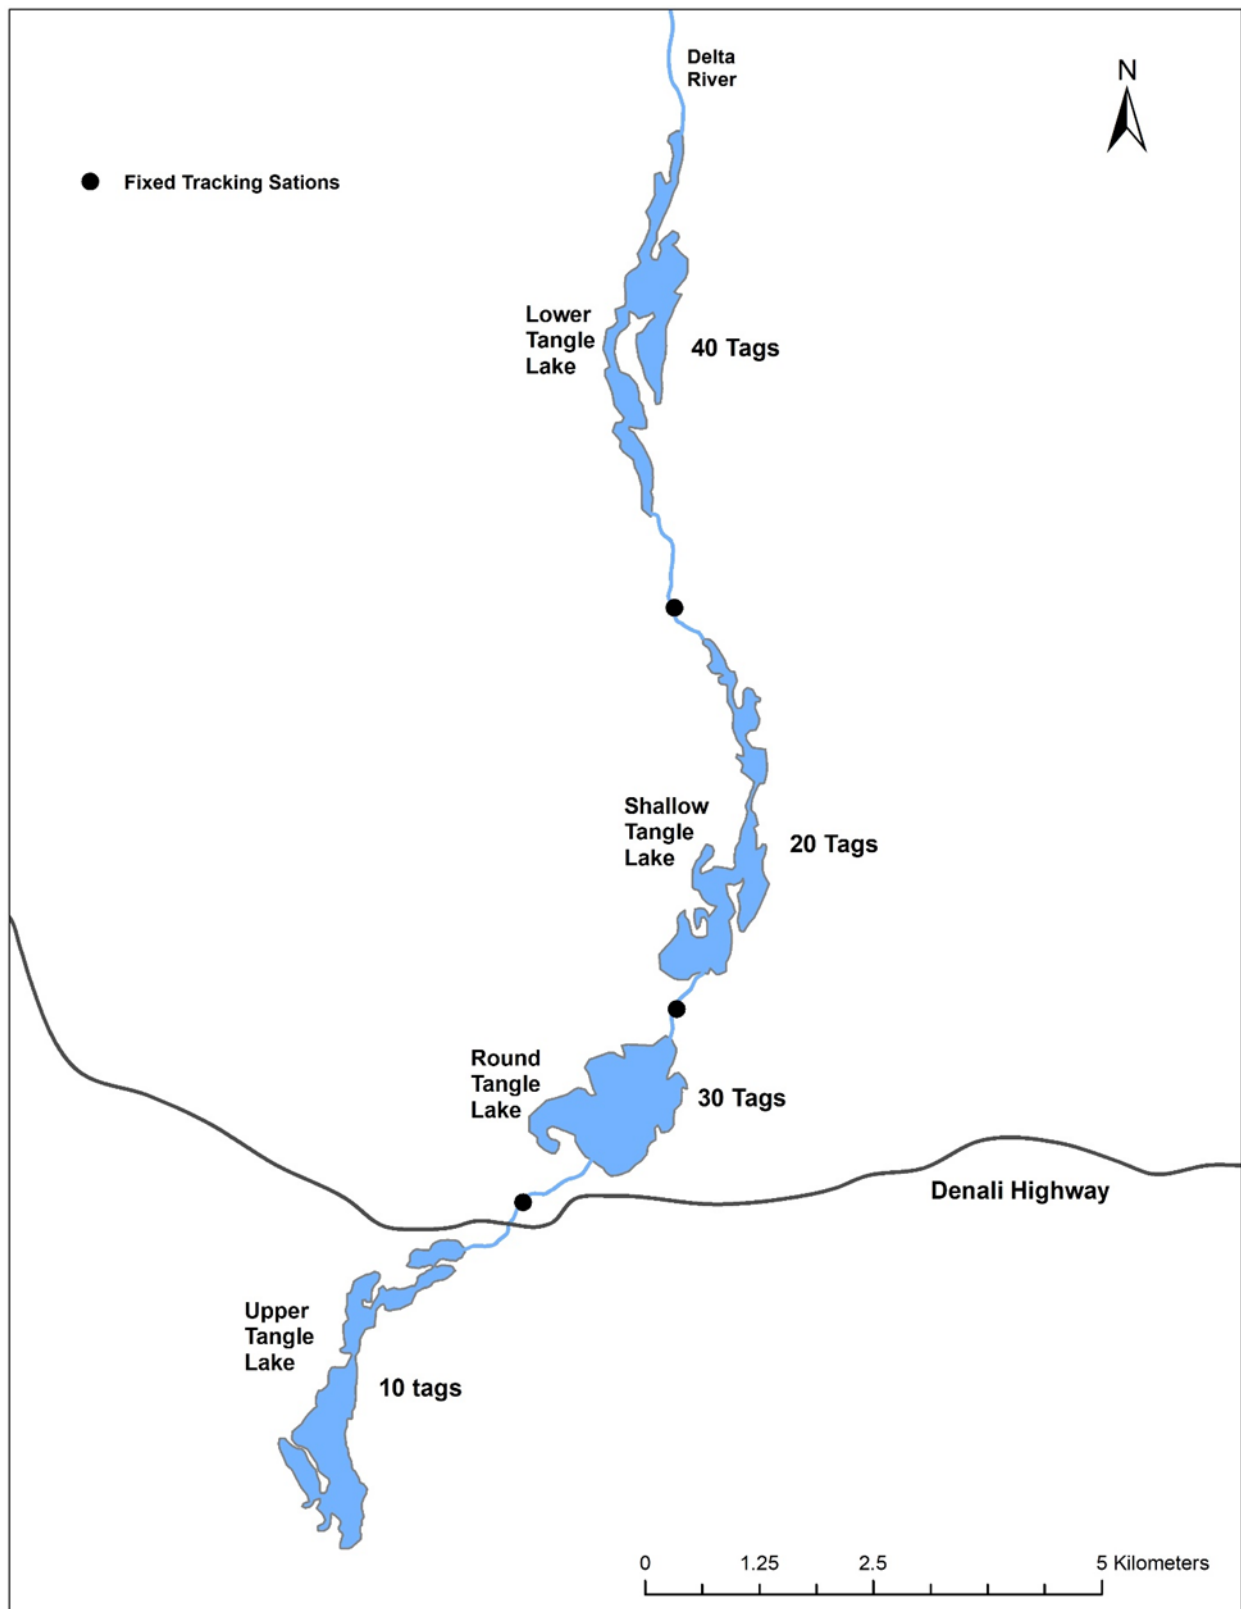 Delta
River
N
Fixed Tracking Sations
Lower
Tangle
Lake
40 Tags
Shallow
Tangle
Lake
20 Tags
Round
Tangle
Lake
30 Tags
Denali Highway
Upper
Tangle
Lake
10 tags
0 1.25 2.5 5 Kilometers